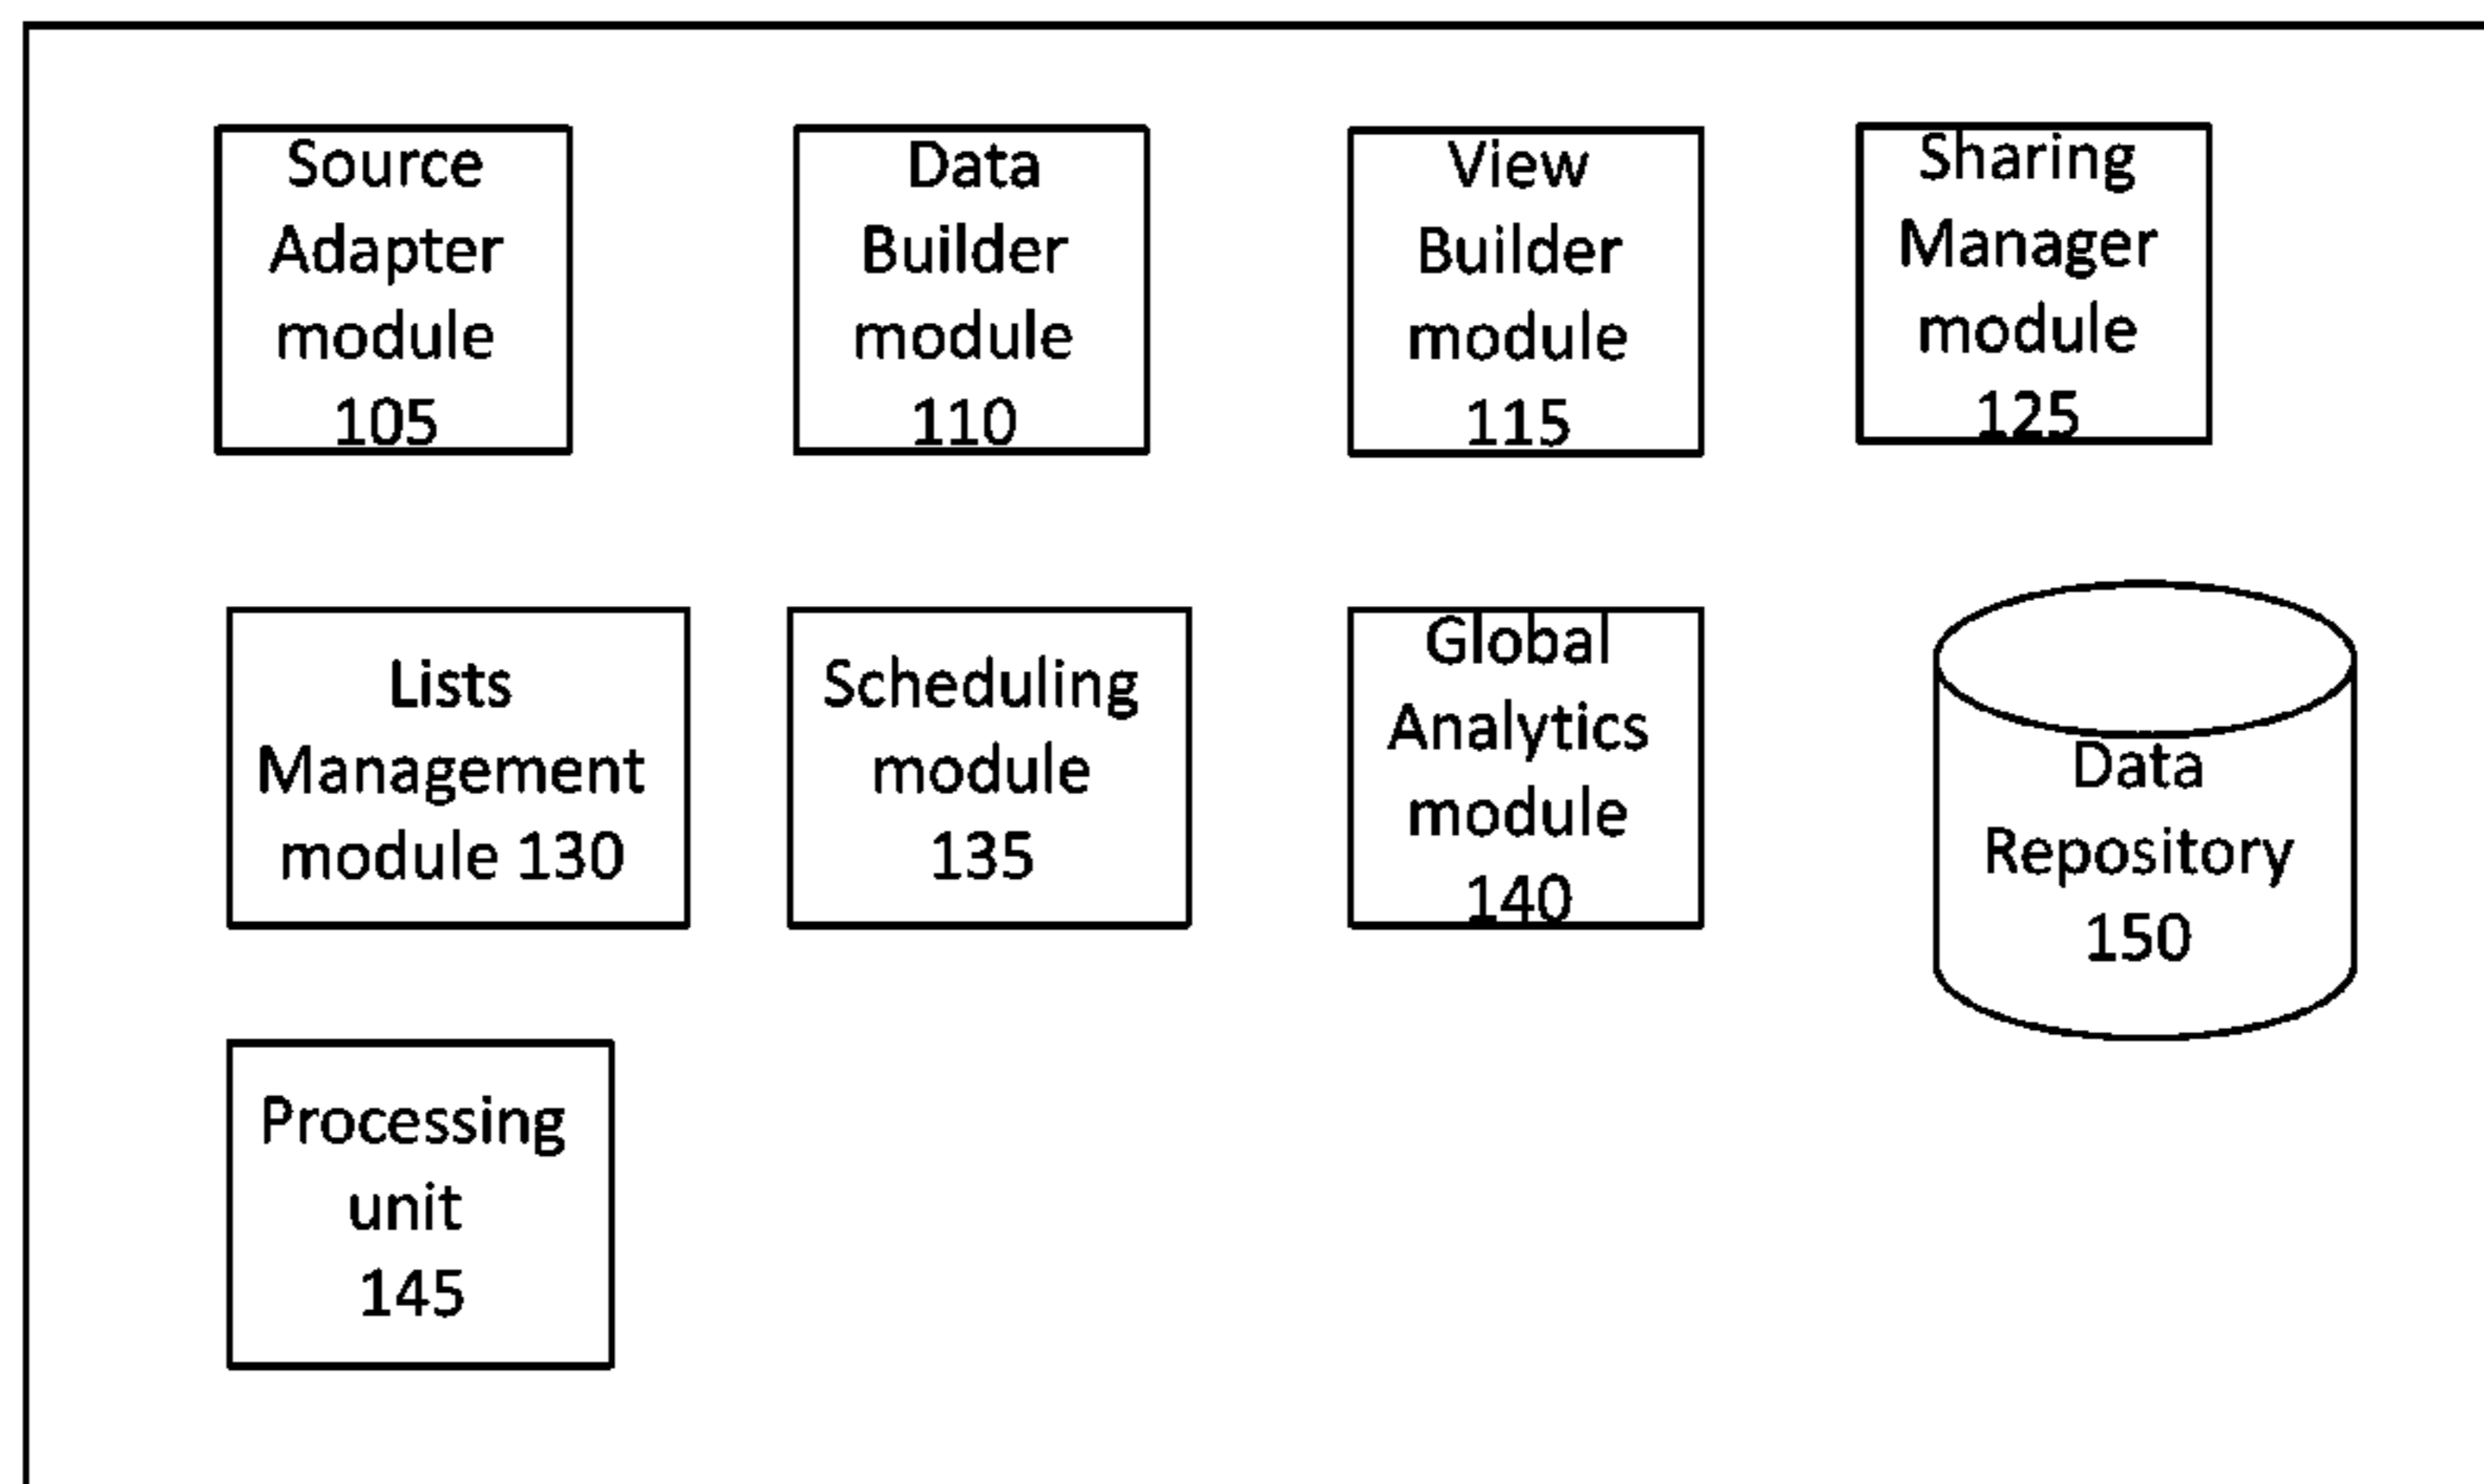 Source
Adapter
module
105
Data
Builder
module
110
View
Builder
module
115
Sharing
Manager
module
125
Lists
Management
module 130
Scheduling
module
135
Global
Analytics
module
140
Data
Repository
150
Processing
unit
145